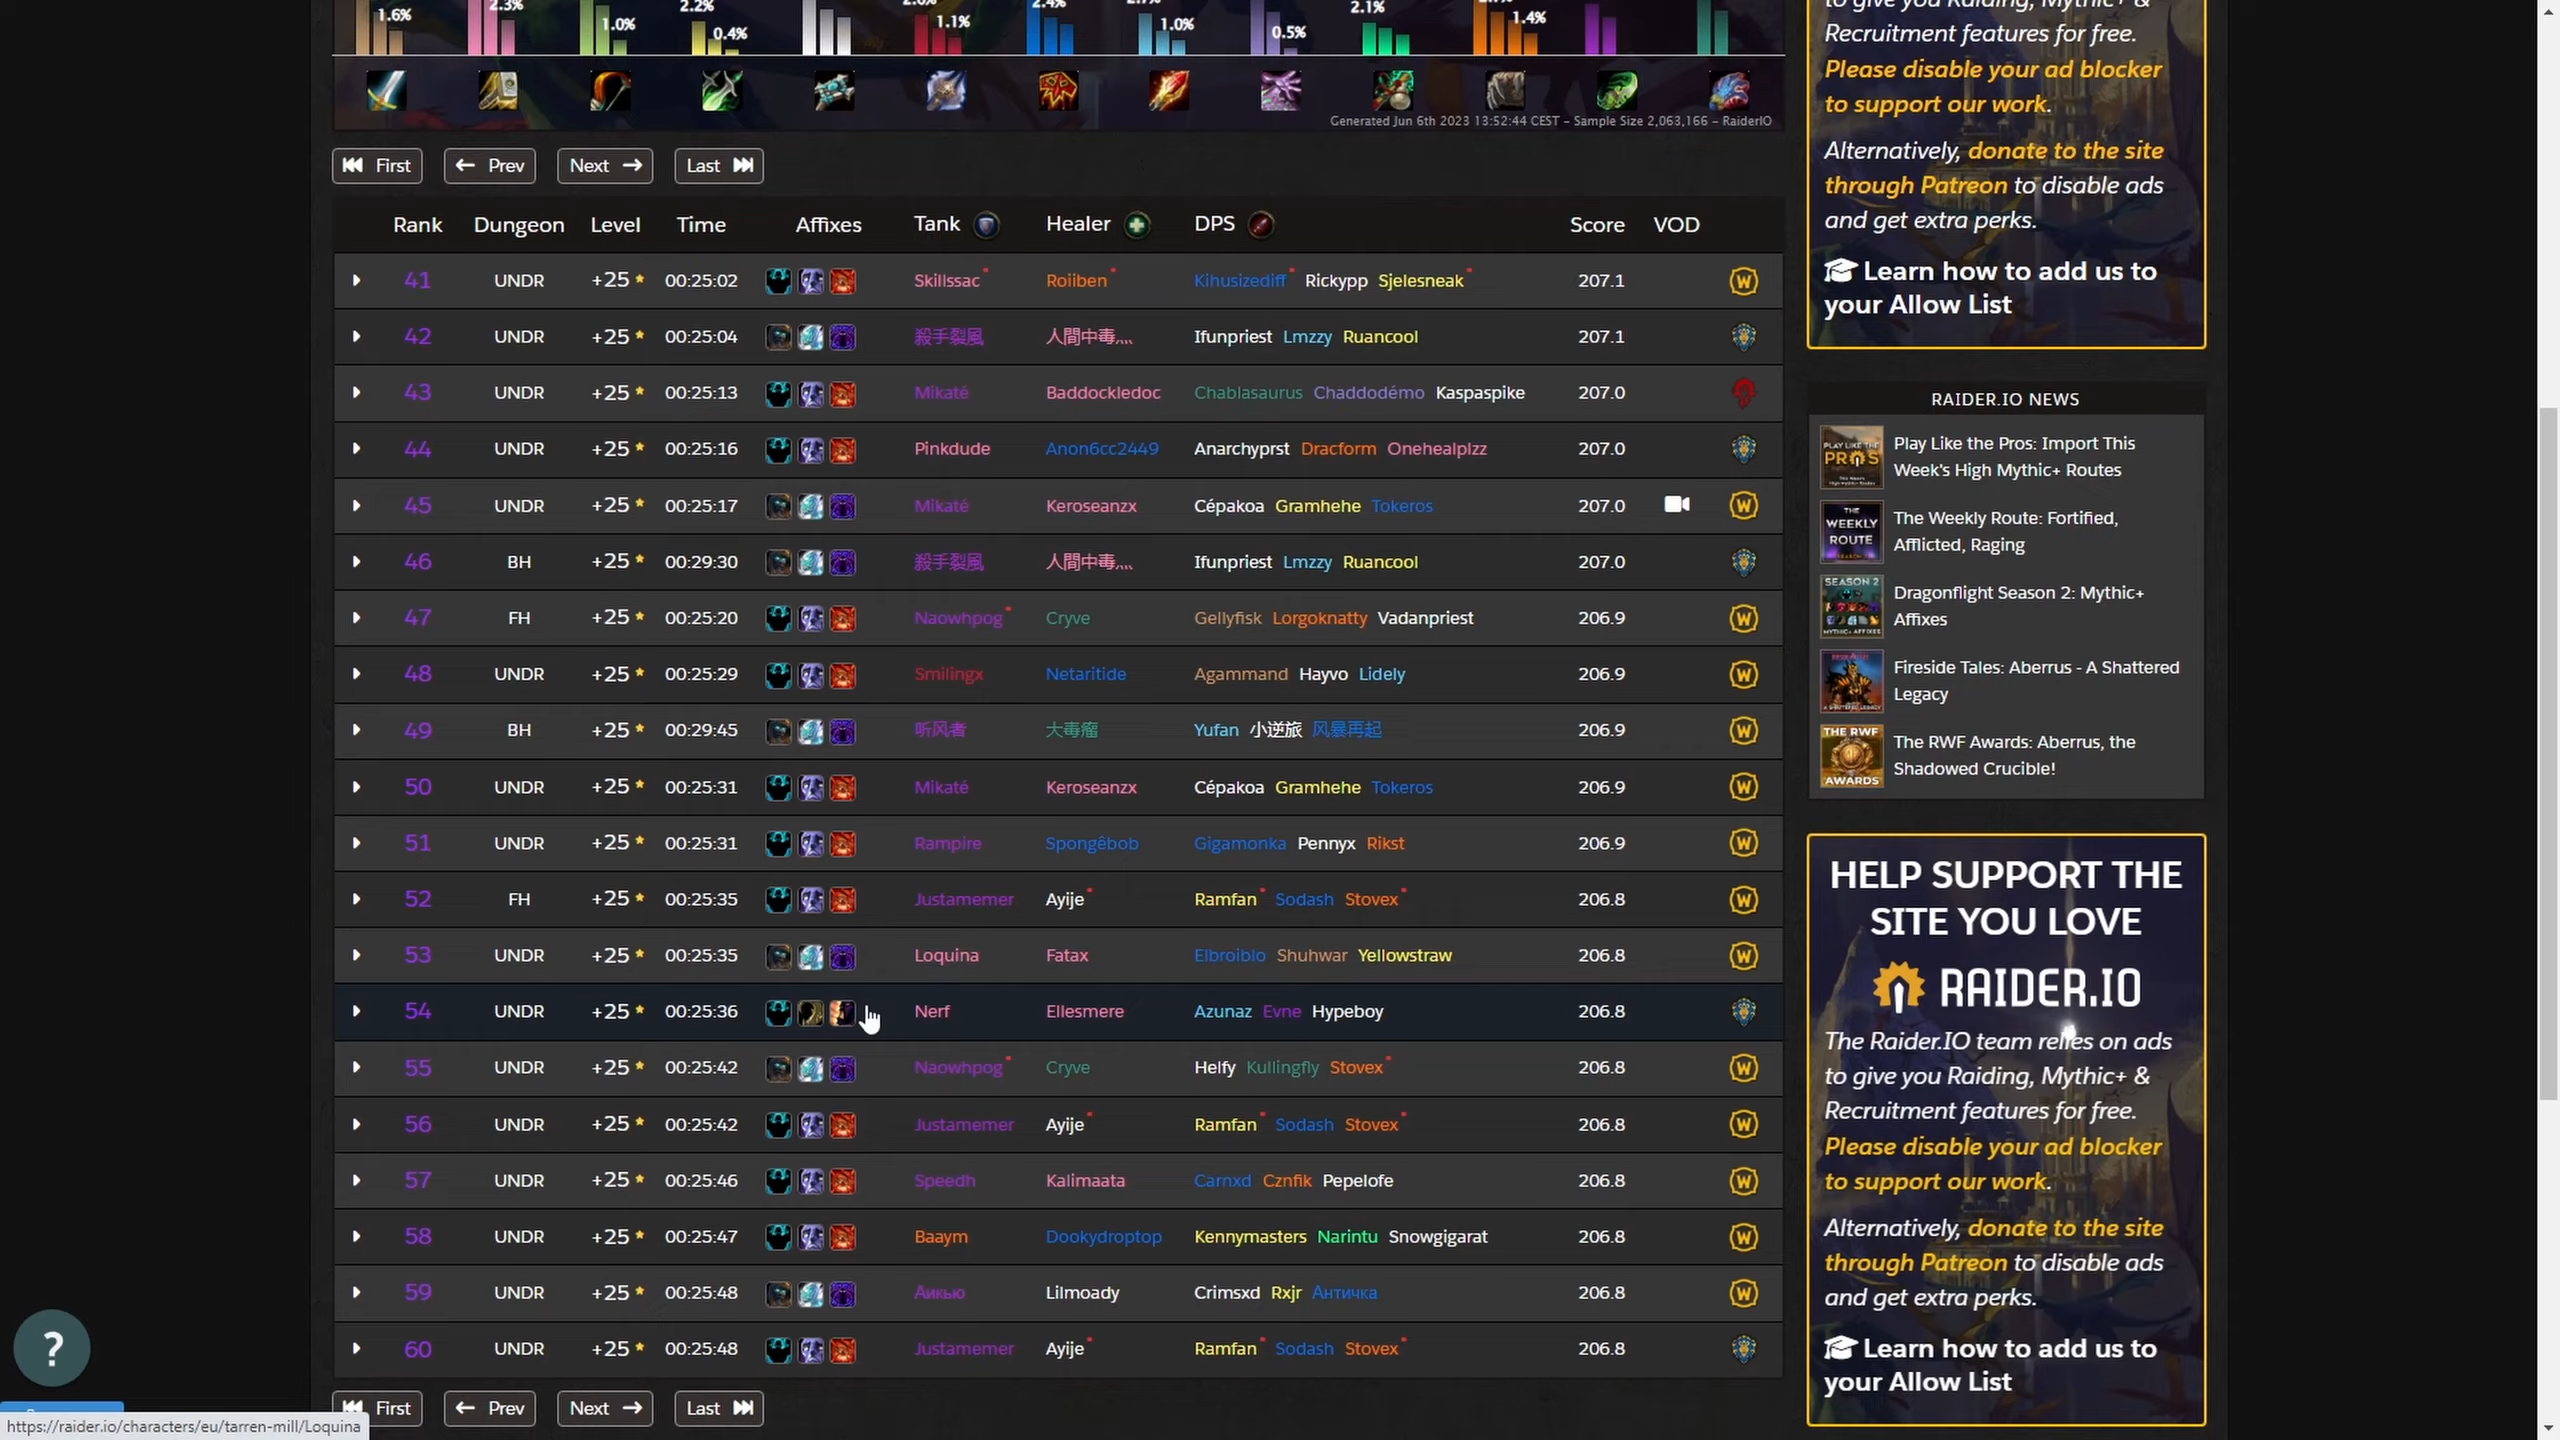 1.6%
2.3%
1.0%
2.2%
0.4%
1.1%
2.4%
1.0%
0.5%
2.1%
1.4%
Generated Jun 6th 2023 13:52:44 CEST – Sample Size 2,063,166 – RaiderIO
First Prev Next Last
Rank Dungeon Level Time Affixes Tank Healer DPS Score VOD
41 UNDR +25 00:25:02 Skillssac Roiiben Kihusizediff Rickypp Sjelesneak 207.1
42 UNDR +25 00:25:04 殺手裂風 人間中毒灬 Ifunpriest Lmzzy Ruancool 207.1
43 UNDR +25 00:25:13 Mikaté Baddockledoc Chablasaurus Chaddodémo Kaspaspike 207.0
44 UNDR +25 00:25:16 Pinkdude Anon6cc2449 Anarchyprst Dracform Onehealplzz 207.0
45 UNDR +25 00:25:17 Mikaté Keroseanzx Cépakoa Gramhehe Tokeros 207.0
46 BH +25 00:29:30 殺手裂風 人間中毒灬 Ifunpriest Lmzzy Ruancool 207.0
47 FH +25 00:25:20 Naowhpog Cryve Gellyfisk Lorgoknatty Vadanpriest 206.9
48 UNDR +25 00:25:29 Smilingx Netaritide Agammand Hayvo Lidely 206.9
49 BH +25 00:29:45 听风者 大毒瘤 Yufan 小逆旅 风暴再起 206.9
50 UNDR +25 00:25:31 Mikaté Keroseanzx Cépakoa Gramhehe Tokeros 206.9
51 UNDR +25 00:25:31 Rampire Spongêbob Gigamonka Pennyx Rikst 206.9
52 FH +25 00:25:35 Justamemer Ayije Ramfan Sodash Stovex 206.8
53 UNDR +25 00:25:35 Loquina Fatax Elbroiblo Shuhwar Yellowstraw 206.8
54 UNDR +25 00:25:36 Nerf Ellesmere Azunaz Evne Hypeboy 206.8
55 UNDR +25 00:25:42 Naowhpog Cryve Helfy Kullingfly Stovex 206.8
56 UNDR +25 00:25:42 Justamemer Ayije Ramfan Sodash Stovex 206.8
57 UNDR +25 00:25:46 Speedh Kalimaata Carnxd Cznfik Pepelofe 206.8
58 UNDR +25 00:25:47 Baaym Dookydroptop Kennymasters Narintu Snowgigarat 206.8
59 UNDR +25 00:25:48 Аикью Lilmoady Crimsxd Rxjr Античка 206.8
60 UNDR +25 00:25:48 Justamemer Ayije Ramfan Sodash Stovex 206.8
First Prev Next Last
https://raider.io/characters/eu/tarren-mill/Loquina
?
to give you Raiding, Mythic+ &
Recruitment features for free.
Please disable your ad blocker
to support our work.
Alternatively, donate to the site
through Patreon to disable ads
and get extra perks.
Learn how to add us to
your Allow List
RAIDER.IO NEWS
PLAY LIKE THE
PROS
Play Like the Pros: Import This
Week's High Mythic+ Routes
THE
WEEKLY
ROUTE
The Weekly Route: Fortified,
Afflicted, Raging
SEASON 2
MYTHIC+ AFFIXES
Dragonflight Season 2: Mythic+
Affixes
Fireside Tales: Aberrus - A Shattered
Legacy
THE RWF
AWARDS
The RWF Awards: Aberrus, the
Shadowed Crucible!
HELP SUPPORT THE
SITE YOU LOVE
RAIDER.IO
The Raider.IO team relies on ads
to give you Raiding, Mythic+ &
Recruitment features for free.
Please disable your ad blocker
to support our work.
Alternatively, donate to the site
through Patreon to disable ads
and get extra perks.
Learn how to add us to
your Allow List